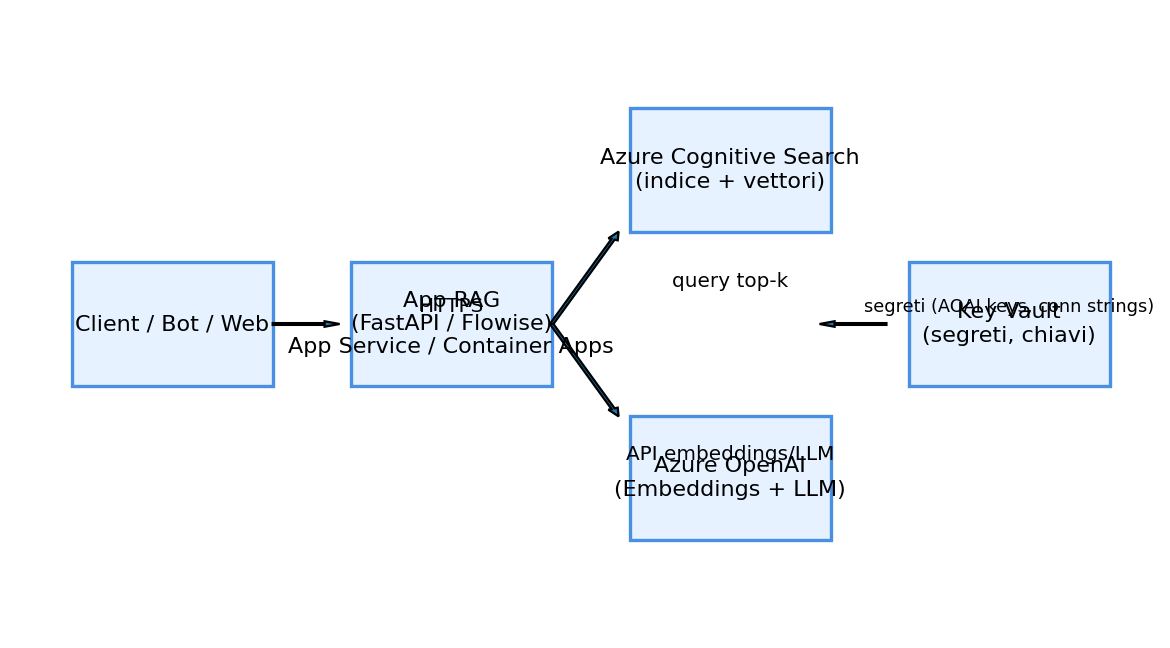 Azure Cognitive Search
(indice + vettori)
query top-k
Client / Bot / Web
HTTPS
App RAG
(FastAPI / Flowise)
App Service / Container Apps
segreti (AOAI keys, conn strings)
Key Vault
(segreti, chiavi)
API embeddings/LLM
Azure OpenAI
(Embeddings + LLM)